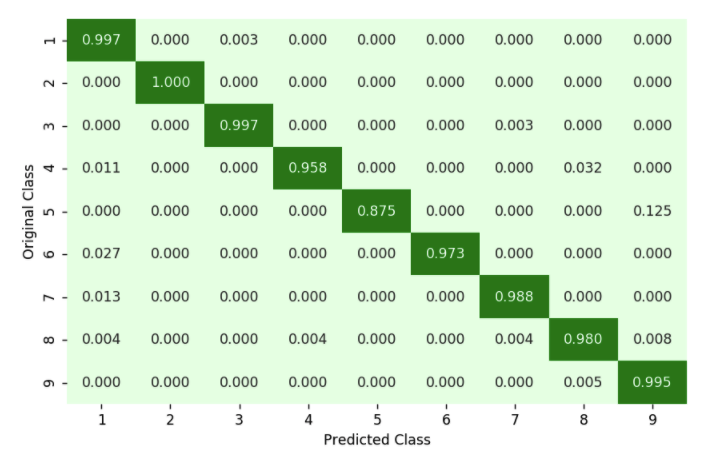 1 0.997 0.000 0.003 0.000 0.000 0.000 0.000 0.000 0.000
2 0.000 1.000 0.000 0.000 0.000 0.000 0.000 0.000 0.000
3 0.000 0.000 0.997 0.000 0.000 0.000 0.003 0.000 0.000
4 0.011 0.000 0.000 0.958 0.000 0.000 0.000 0.032 0.000
Original Class
5 0.000 0.000 0.000 0.000 0.875 0.000 0.000 0.000 0.125
6 0.027 0.000 0.000 0.000 0.000 0.973 0.000 0.000 0.000
7 0.013 0.000 0.000 0.000 0.000 0.000 0.988 0.000 0.000
8 0.004 0.000 0.000 0.004 0.000 0.000 0.004 0.980 0.008
9 0.000 0.000 0.000 0.000 0.000 0.000 0.000 0.005 0.995
1 2 3 4 5 6 7 8 9
Predicted Class